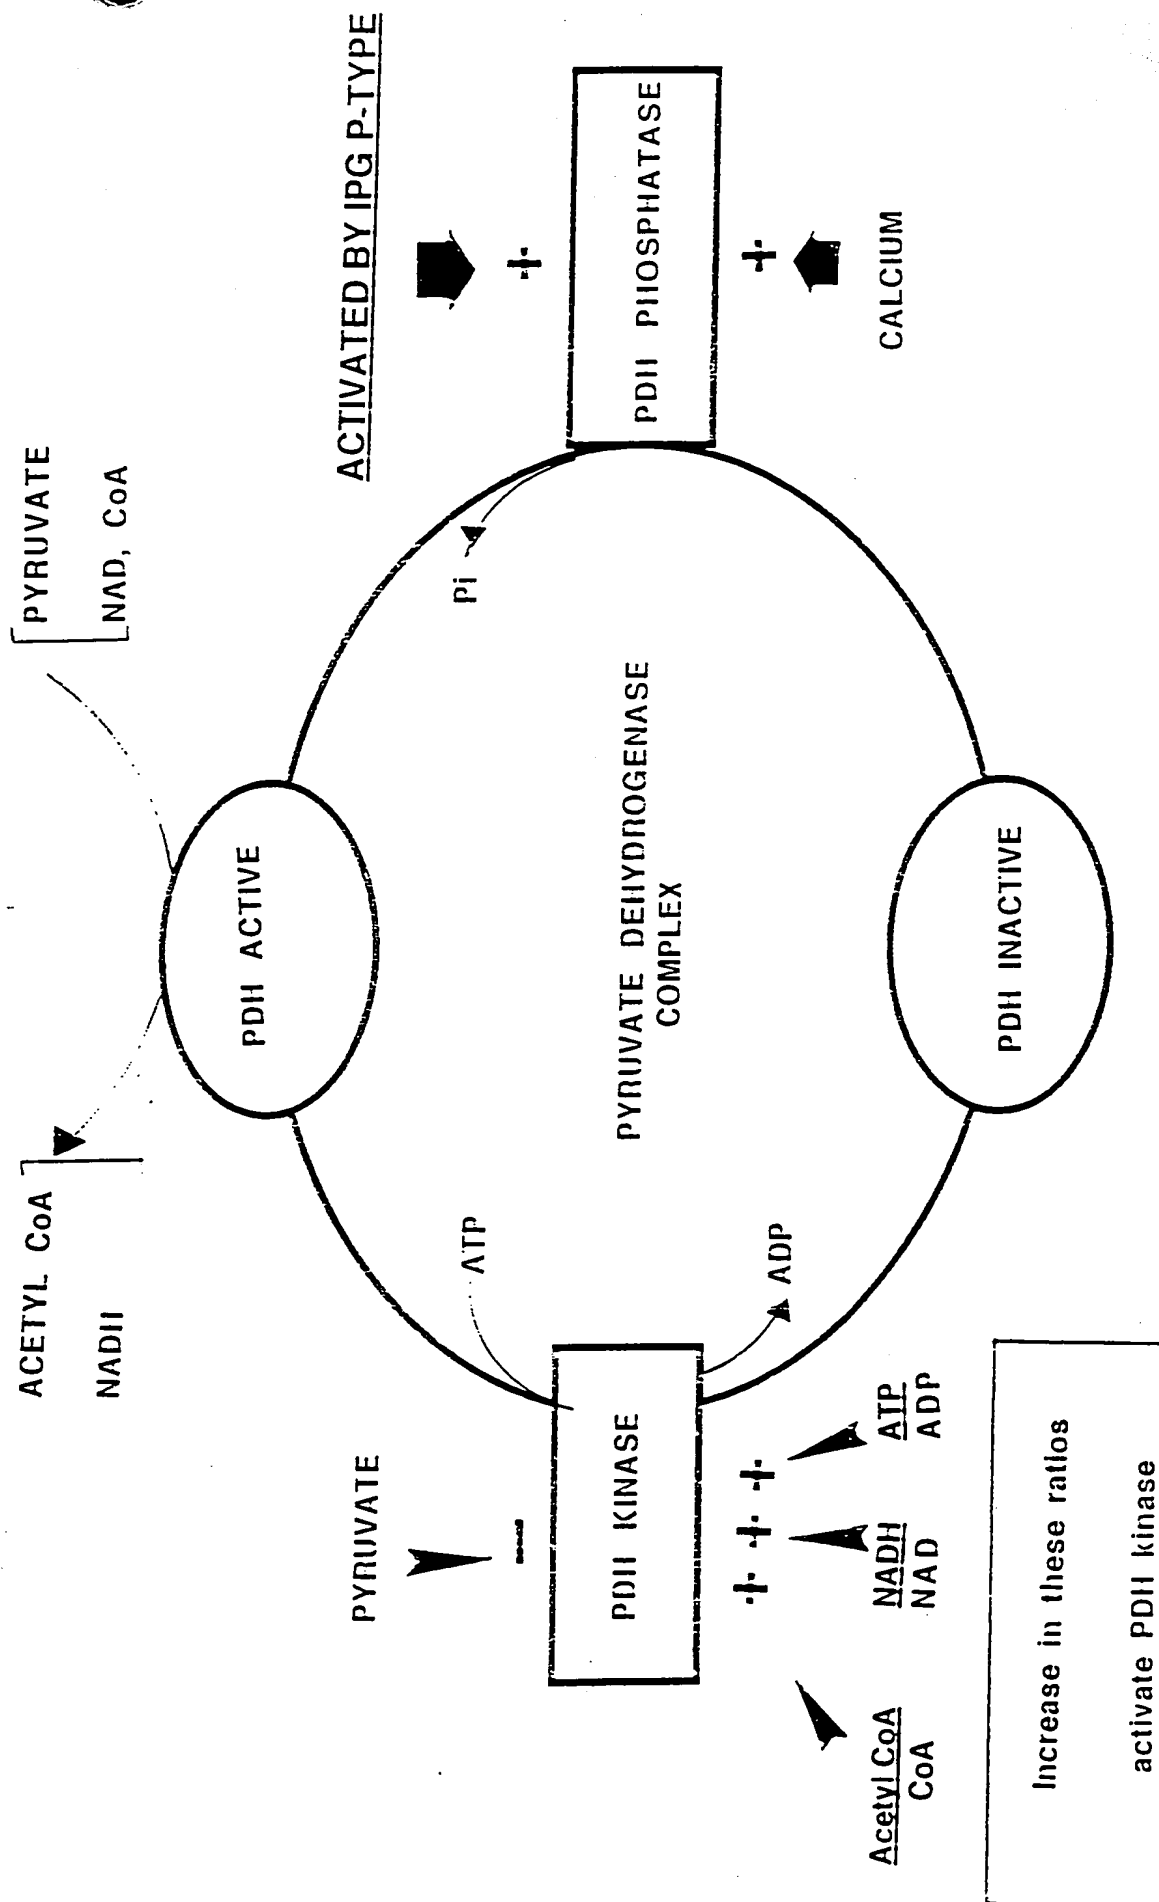 ACETYL CoA
NADH
PYRUVATE
NAD, CoA
PDH ACTIVE
PYRUVATE
–
ACTIVATED BY IPG P-TYPE
+
ATP
Pi
PDH KINASE
PYRUVATE DEHYDROGENASE
COMPLEX
PDH PHOSPHATASE
+ + +
ADP
+
CALCIUM
Acetyl CoA
CoA
NADH
NAD
ATP
ADP
PDH INACTIVE
Increase in these ratios
activate PDH kinase